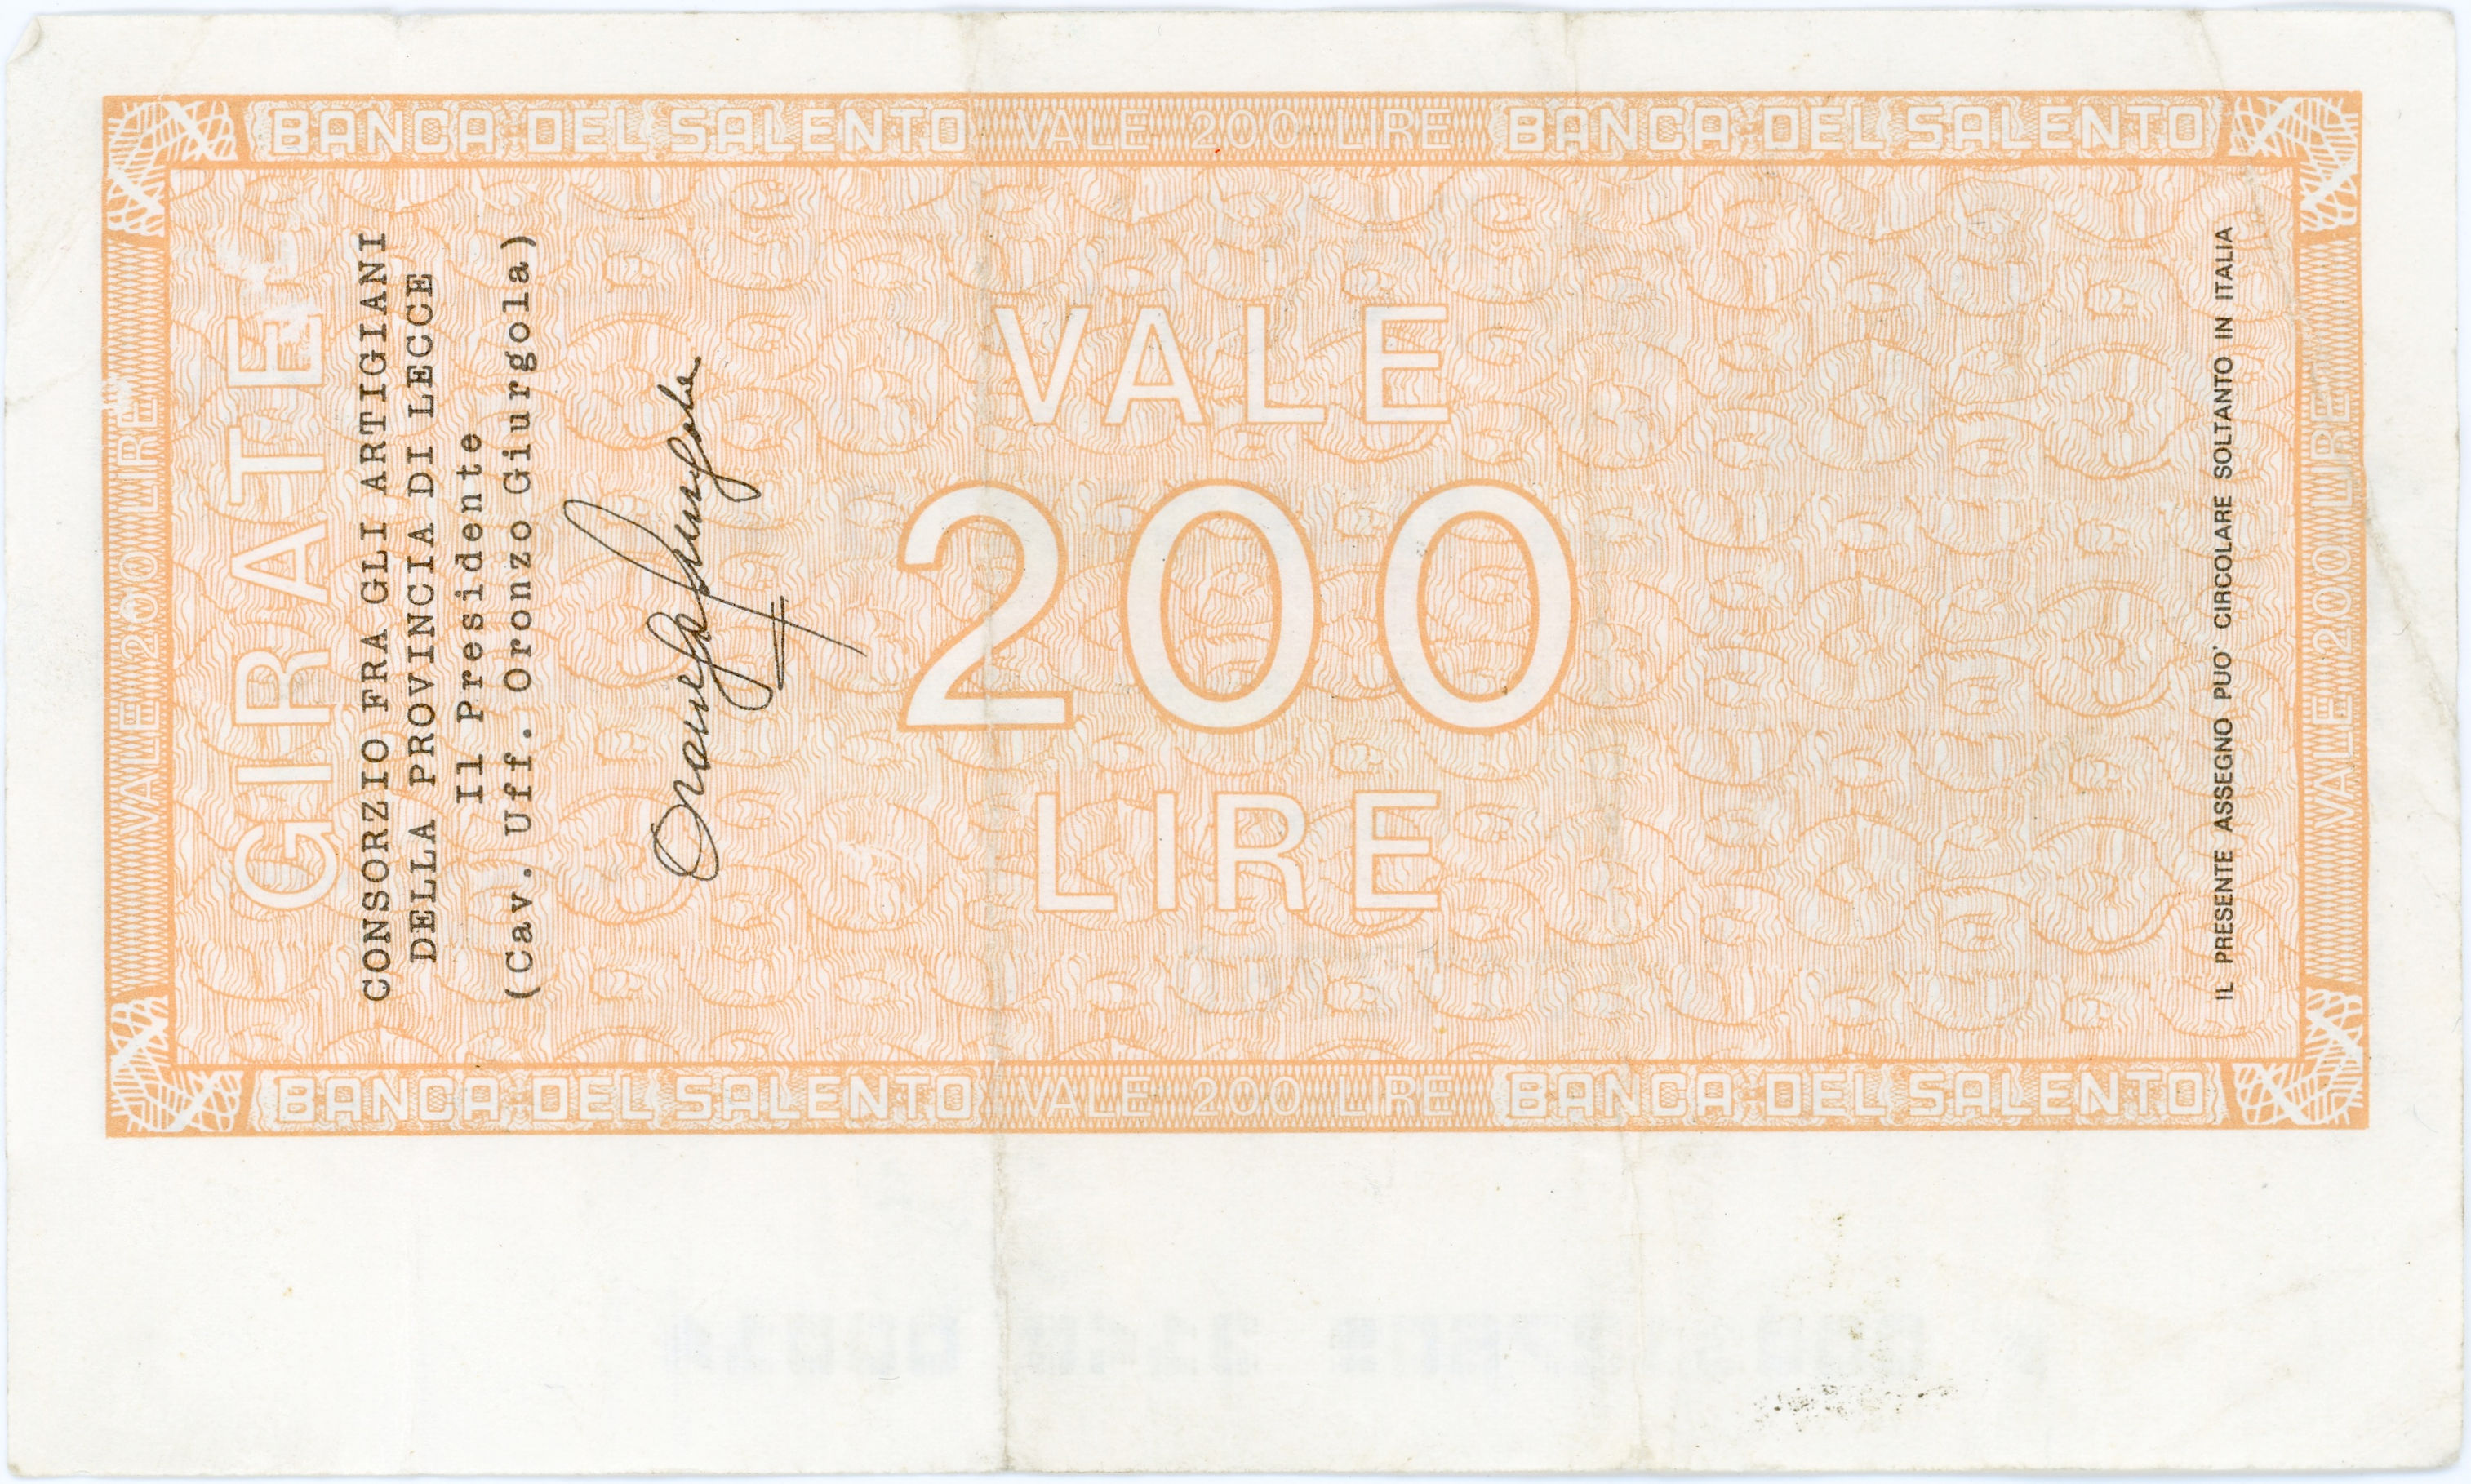 BANCA DEL SALENTO VALE 200 LIRE BANCA DEL SALENTO
VALE 200 LIRE
GIRATE
CONSORZIO FRA GLI ARTIGIANI
DELLA PROVINCIA DI LECCE
Il Presidente
(Cav. Uff. Oronzo Giurgola)
VALE
200
LIRE
IL PRESENTE ASSEGNO PUO' CIRCOLARE SOLTANTO IN ITALIA
VALE 200 LIRE
BANCA DEL SALENTO VALE 200 LIRE BANCA DEL SALENTO